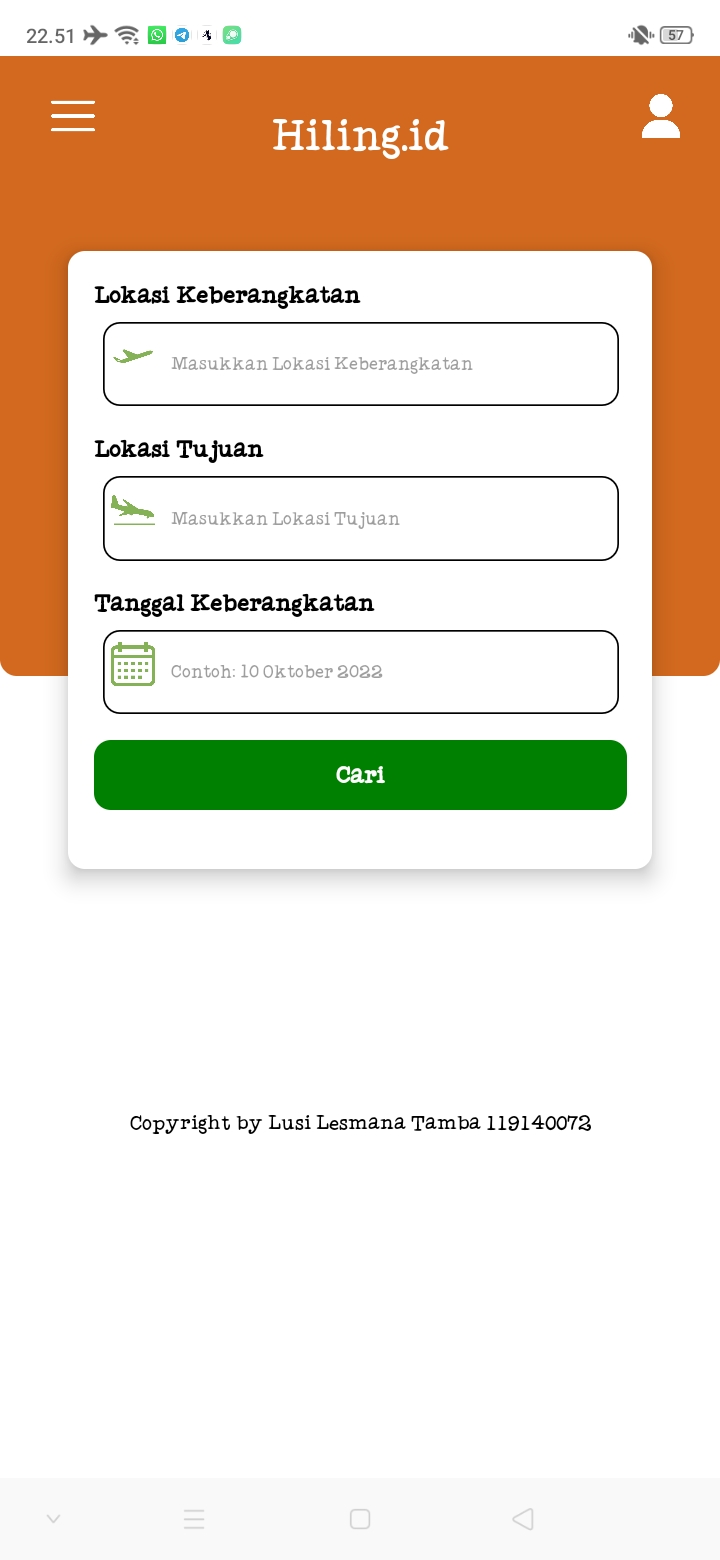 22.51
57
Hiling.id
Lokasi Keberangkatan
Masukkan Lokasi Keberangkatan
Lokasi Tujuan
Masukkan Lokasi Tujuan
Tanggal Keberangkatan
Contoh: 10 Oktober 2022
Cari
Copyright by Lusi Lesmana Tamba 119140072